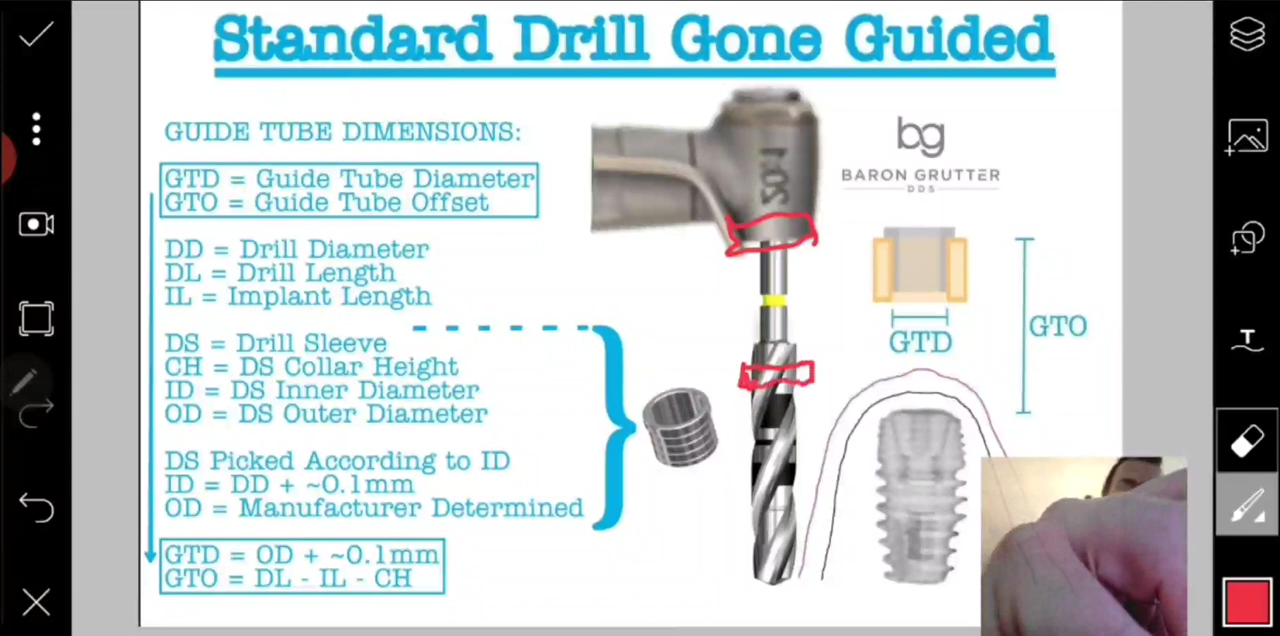 Standard Drill Gone Guided
GUIDE TUBE DIMENSIONS:
GTD = Guide Tube Diameter
GTO = Guide Tube Offset
DD = Drill Diameter
DL = Drill Length
IL = Implant Length
DS = Drill Sleeve
CH = DS Collar Height
ID = DS Inner Diameter
OD = DS Outer Diameter
DS Picked According to ID
ID = DD + ~0.1mm
OD = Manufacturer Determined
GTD = OD + ~0.1mm
GTO = DL - IL - CH
bg
BARON GRUTTER
DDS
GTD
GTO
T